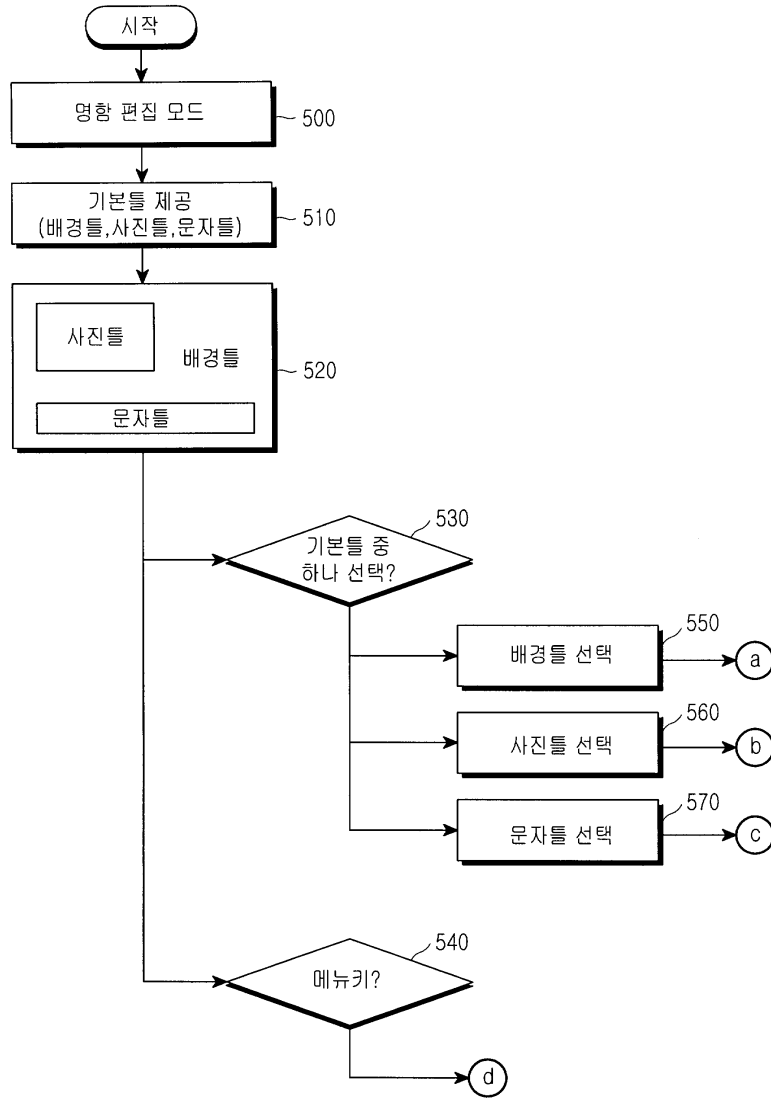 시작
명함 편집 모드
500
기본틀 제공
(배경틀,사진틀,문자틀)
510
사진틀
배경틀
520
문자틀
530
기본틀 중
하나 선택?
550
배경틀 선택
a
560
사진틀 선택
b
570
문자틀 선택
c
540
메뉴키?
d